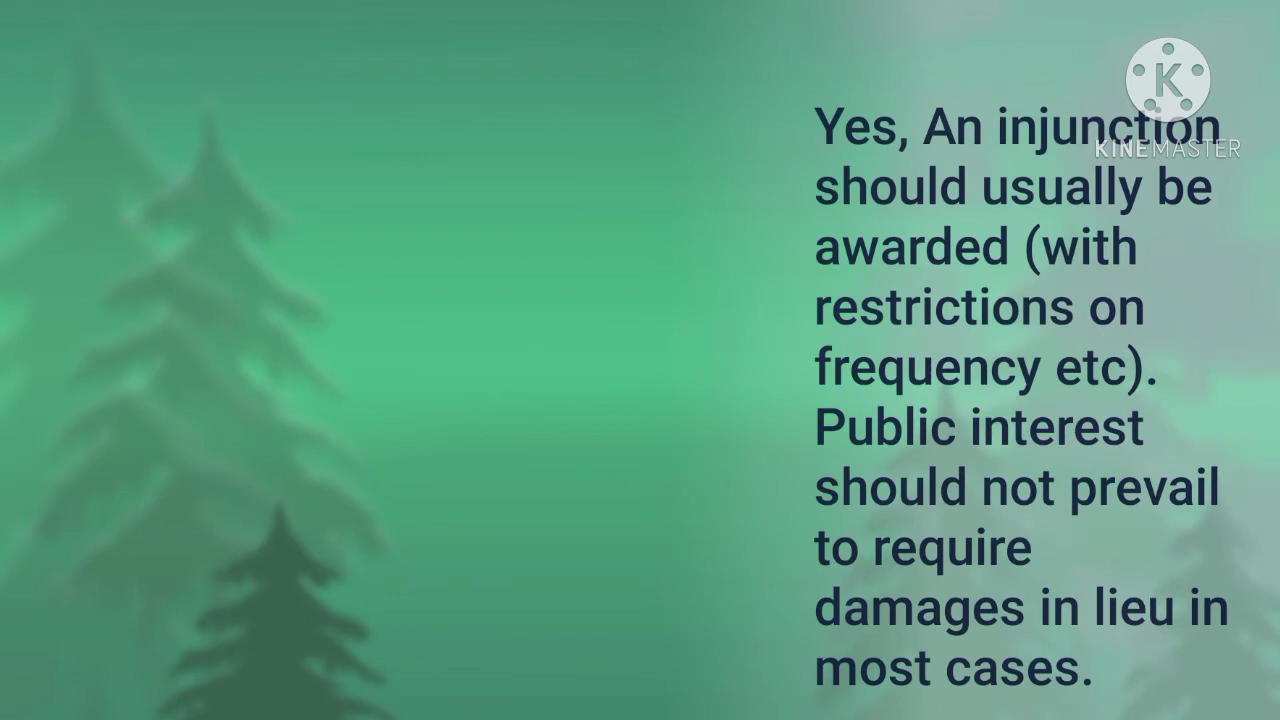 K
Yes, An injunction
KINEMASTER
should usually be
awarded (with
restrictions on
frequency etc).
Public interest
should not prevail
to require
damages in lieu in
most cases.